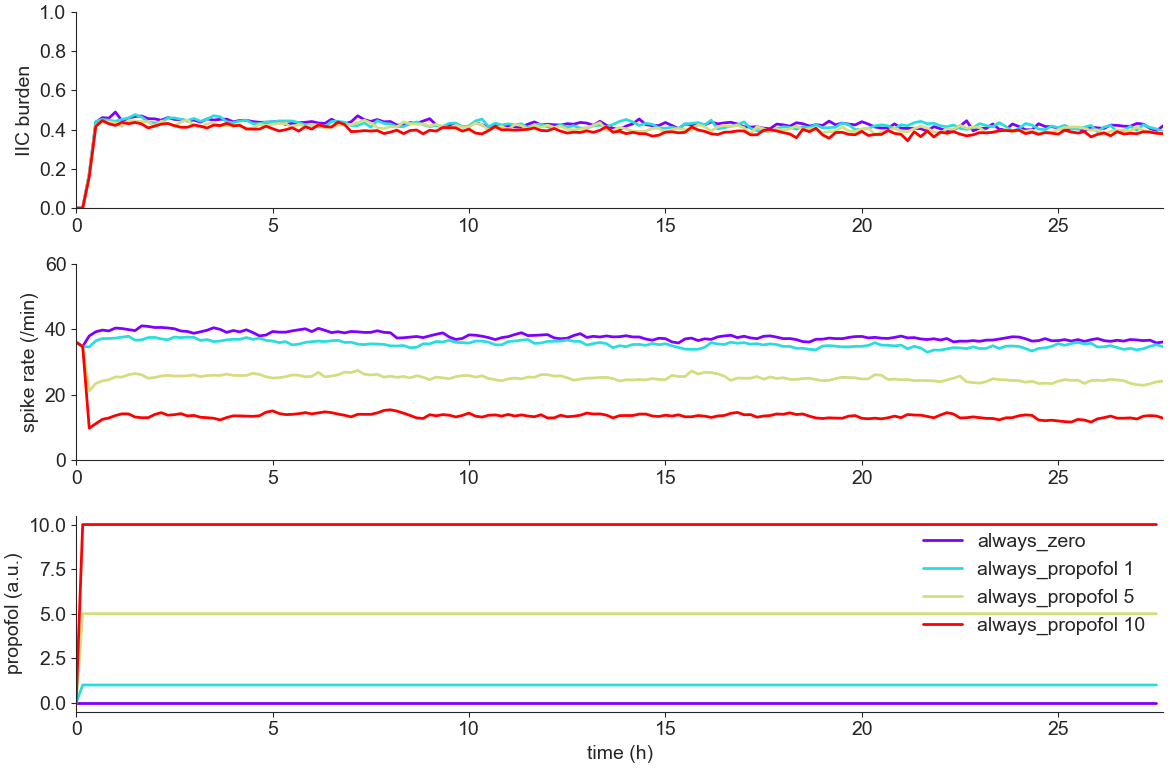 1.0
0.8
0.6
0.4
0.2
0.0
IIC burden
0 5 10 15 20 25
60
40
20
0
spike rate (/min)
0 5 10 15 20 25
10.0
7.5
5.0
2.5
0.0
propofol (a.u.)
always_zero
always_propofol 1
always_propofol 5
always_propofol 10
0 5 10 15 20 25
time (h)